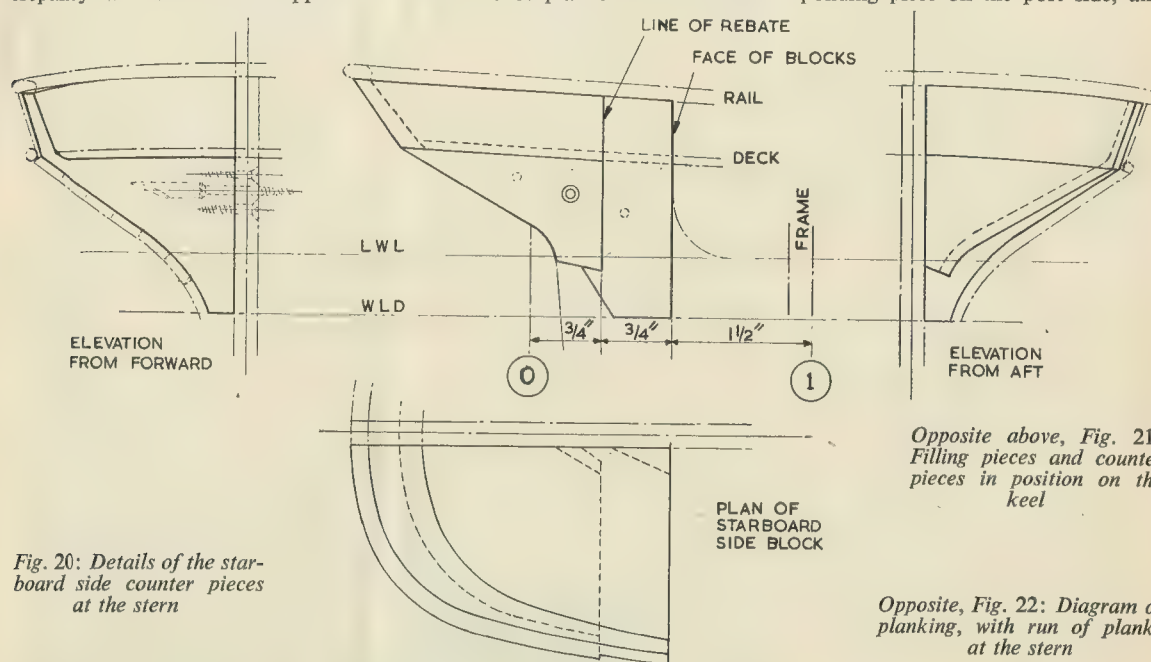 LINE OF REBATE
FACE OF BLOCKS
RAIL
DECK
FRAME
LWL
WLD
3/4"
3/4"
1 1/2"
0
1
ELEVATION
FROM FORWARD
ELEVATION
FROM AFT
PLAN OF
STARBOARD
SIDE BLOCK
Fig. 20: Details of the star-
board side counter pieces
at the stern
Opposite above, Fig. 21
Filling pieces and counte
pieces in position on th
keel
Opposite, Fig. 22: Diagram o
planking, with run of plank
at the stern